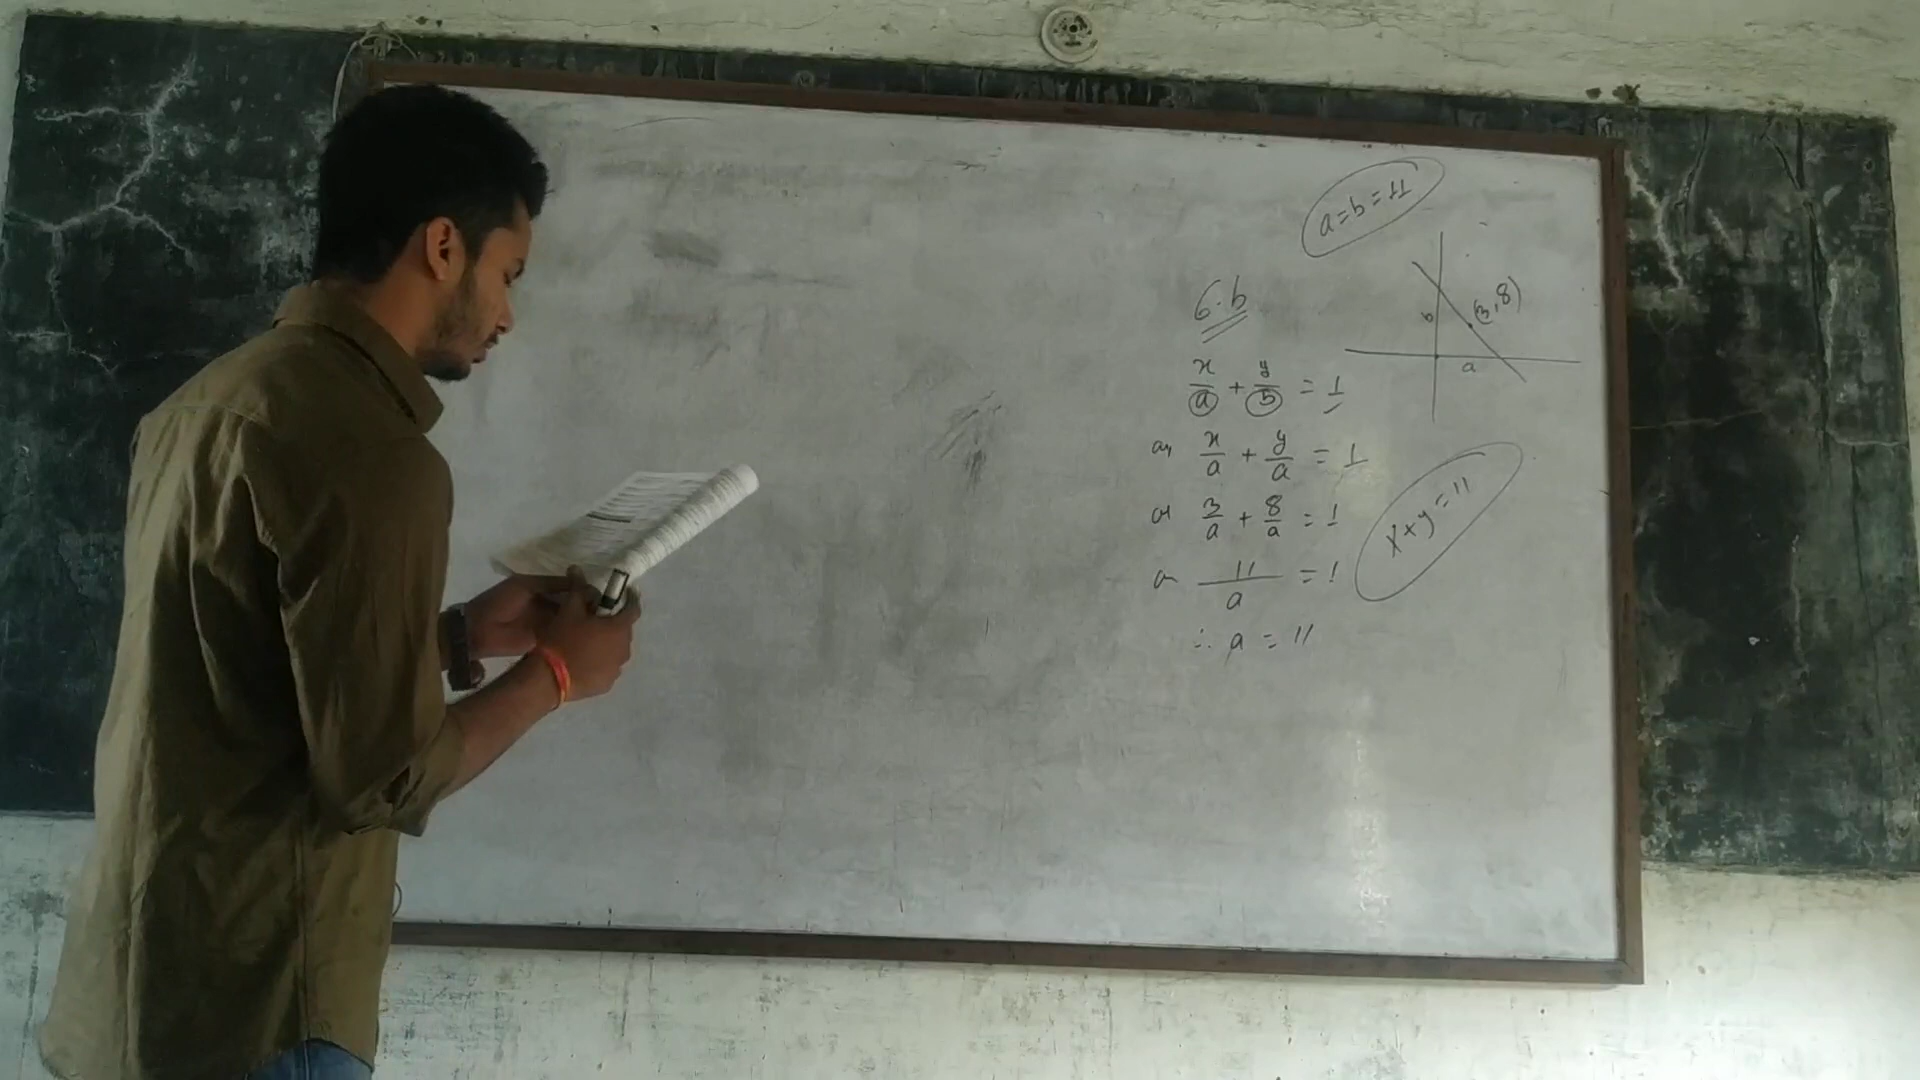 a = b = 11
6.b
b
(3, 8)
a
x/a + y/b = 1
or x/a + y/a = 1
or 3/a + 8/a = 1
x + y = 11
or 11/a = 1
∴ a = 11